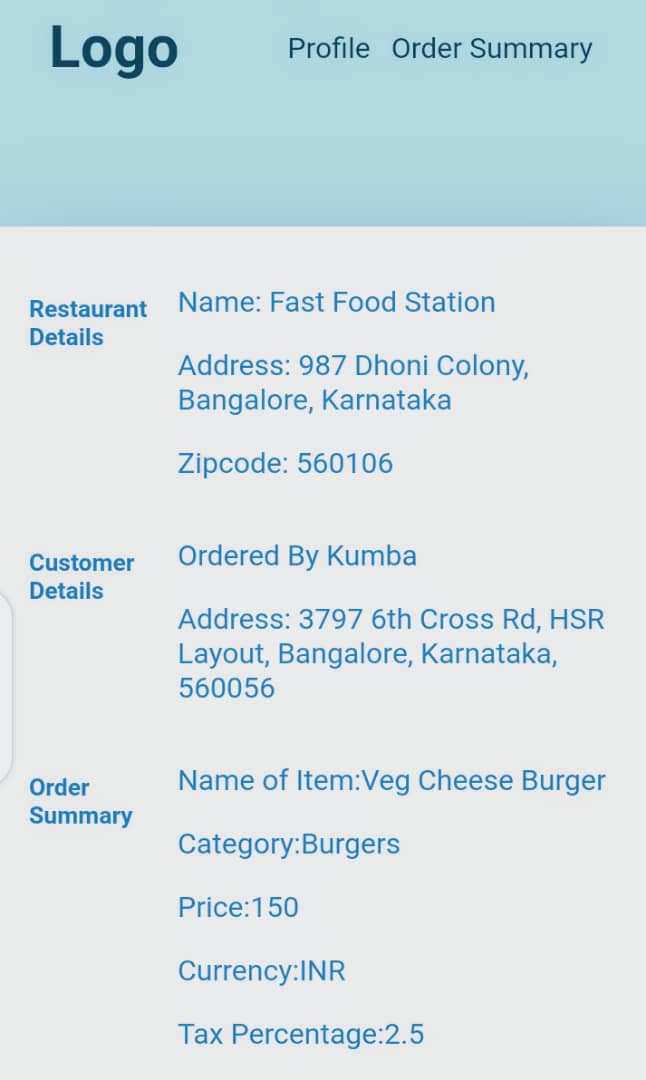 Logo
Profile Order Summary
Restaurant
Details
Name: Fast Food Station
Address: 987 Dhoni Colony,
Bangalore, Karnataka
Zipcode: 560106
Customer
Details
Ordered By Kumba
Address: 3797 6th Cross Rd, HSR
Layout, Bangalore, Karnataka,
560056
Order
Summary
Name of Item:Veg Cheese Burger
Category:Burgers
Price:150
Currency:INR
Tax Percentage:2.5